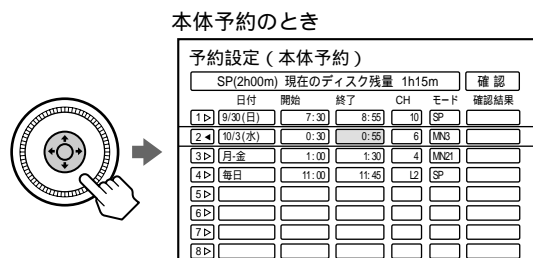 本体予約のとき
予約設定(本体予約)
SP(2h00m) 現在のディスク残量 1h15m 確認
日付 開始 終了 CH モード 確認結果
1 ▷ 9/30(日) 7:30 8:55 10 SP
2 ◀ 10/3(水) 0:30 0:55 6 MN3
3 ▷ 月-金 1:00 1:30 4 MN21
4 ▷ 毎日 11:00 11:45 L2 SP
5 ▷
6 ▷
7 ▷
8 ▷